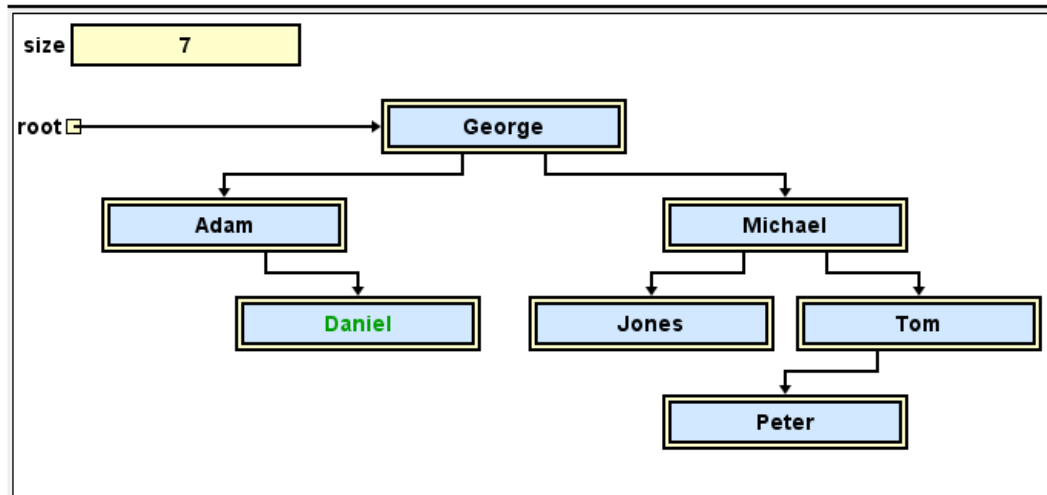 size 7
root George
Adam Michael
Daniel Jones Tom
Peter